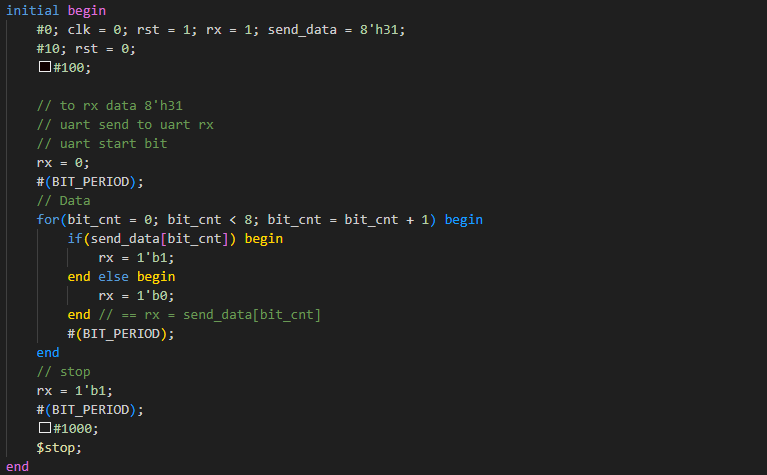 initial begin
#0; clk = 0; rst = 1; rx = 1; send_data = 8'h31;
#10; rst = 0;
#100;
// to rx data 8'h31
// uart send to uart rx
// uart start bit
rx = 0;
#(BIT_PERIOD);
// Data
for(bit_cnt = 0; bit_cnt < 8; bit_cnt = bit_cnt + 1) begin
if(send_data[bit_cnt]) begin
rx = 1'b1;
end else begin
rx = 1'b0;
end // == rx = send_data[bit_cnt]
#(BIT_PERIOD);
end
// stop
rx = 1'b1;
#(BIT_PERIOD);
#1000;
$stop;
end